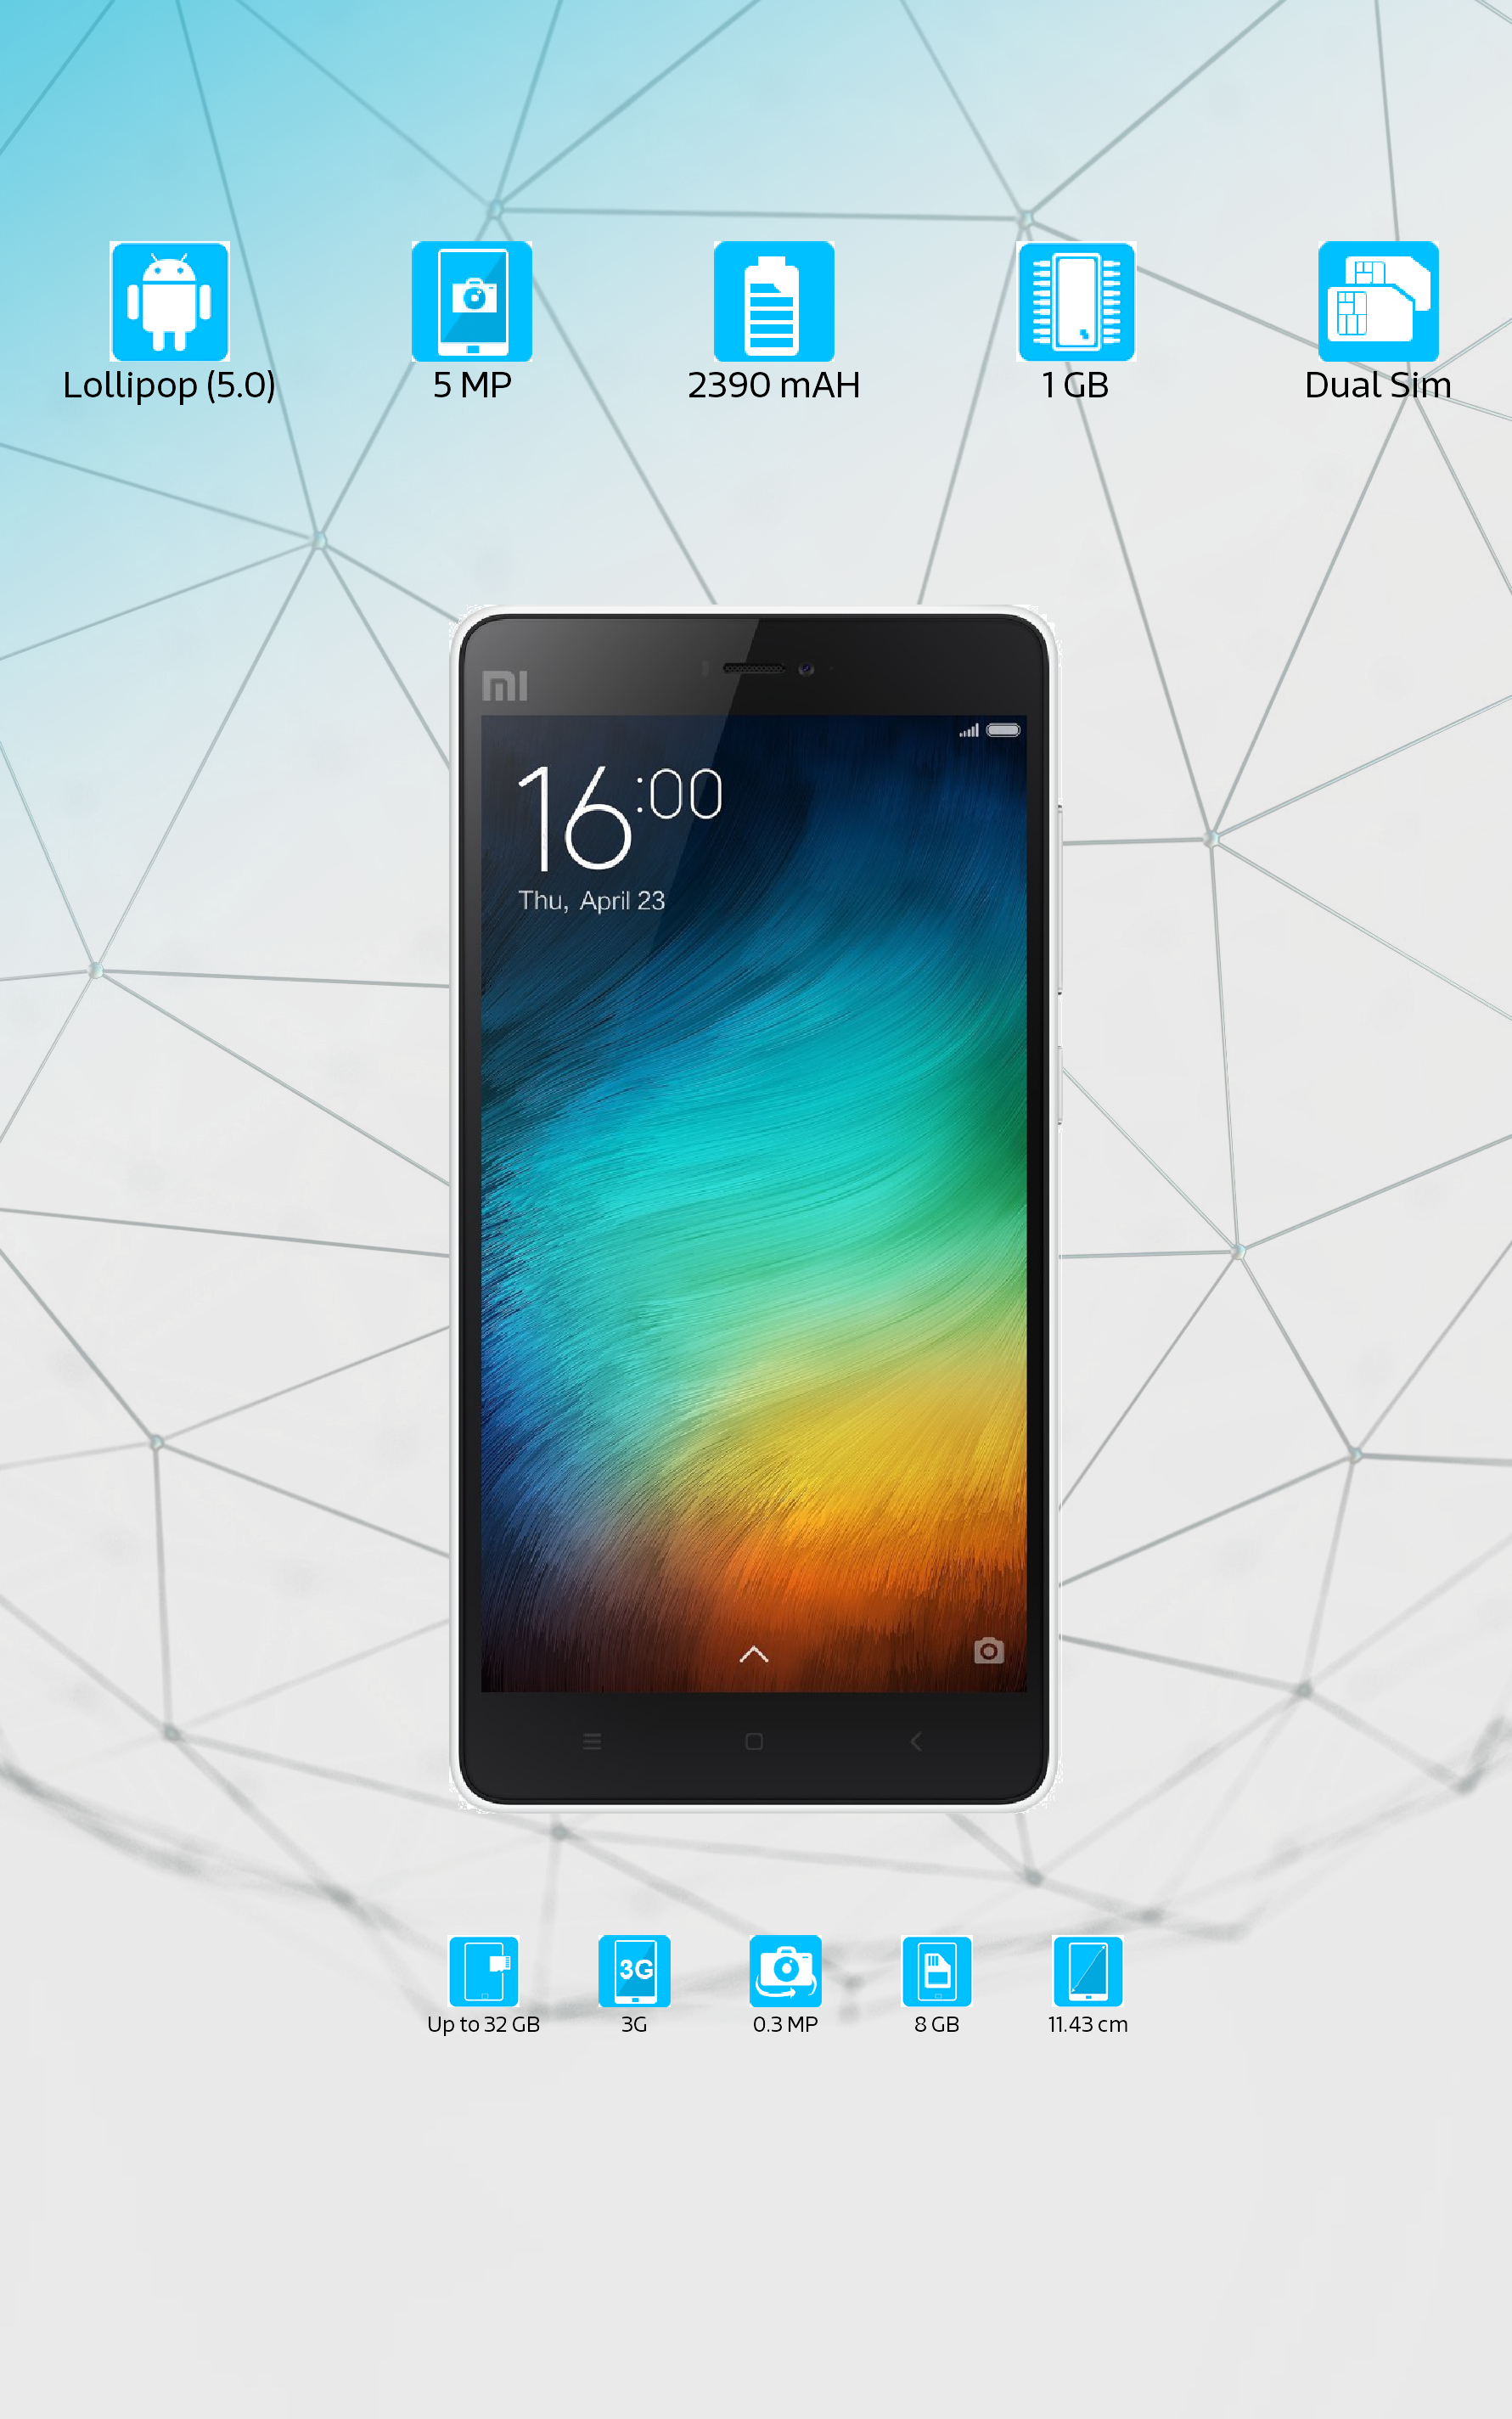 Lollipop (5.0)
5 MP
2390 mAH
1 GB
Dual Sim
MI
16:00
Thu, April 23
3G
Up to 32 GB
3G
0.3 MP
8 GB
11.43 cm